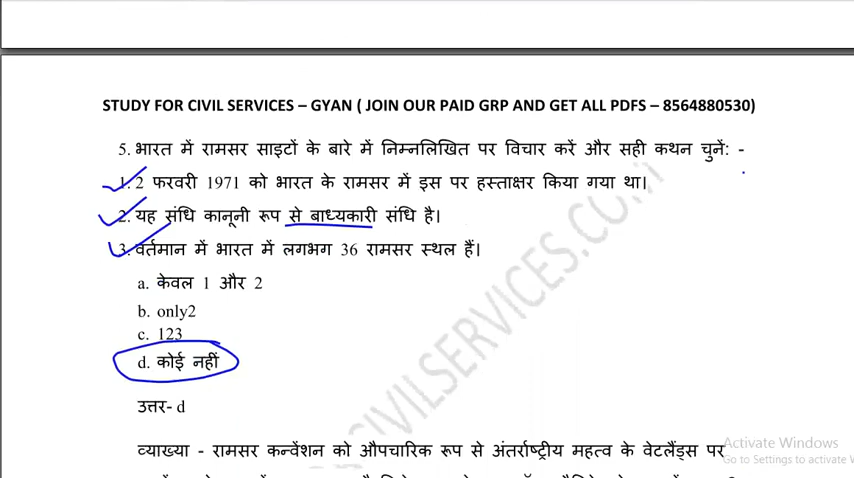 STUDY FOR CIVIL SERVICES – GYAN ( JOIN OUR PAID GRP AND GET ALL PDFS – 8564880530)
5. भारत में रामसर साइटों के बारे में निम्नलिखित पर विचार करें और सही कथन चुनें: -
1. 2 फरवरी 1971 को भारत के रामसर में इस पर हस्ताक्षर किया गया था।
2. यह संधि कानूनी रूप से बाध्यकारी संधि है।
3. वर्तमान में भारत में लगभग 36 रामसर स्थल हैं।
a. केवल 1 और 2
b. only2
c. 123
d. कोई नहीं
उत्तर- d
व्याख्या - रामसर कन्वेंशन को औपचारिक रूप से अंतर्राष्ट्रीय महत्व के वेटलैंड्स पर
CIVILSERVICES.in
Activate Windows
Go to Settings to activate W